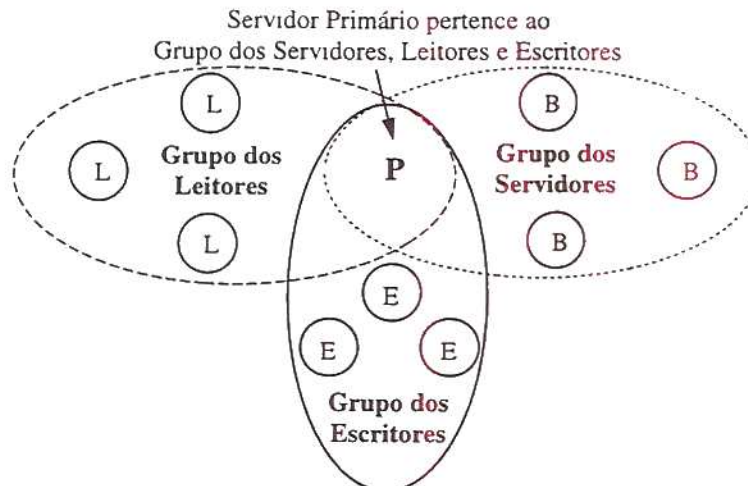 Servidor Primário pertence ao
Grupo dos Servidores, Leitores e Escritores
L
B
L
Grupo dos
Leitores
P
Grupo dos
Servidores
B
L
B
E
E
E
Grupo dos
Escritores